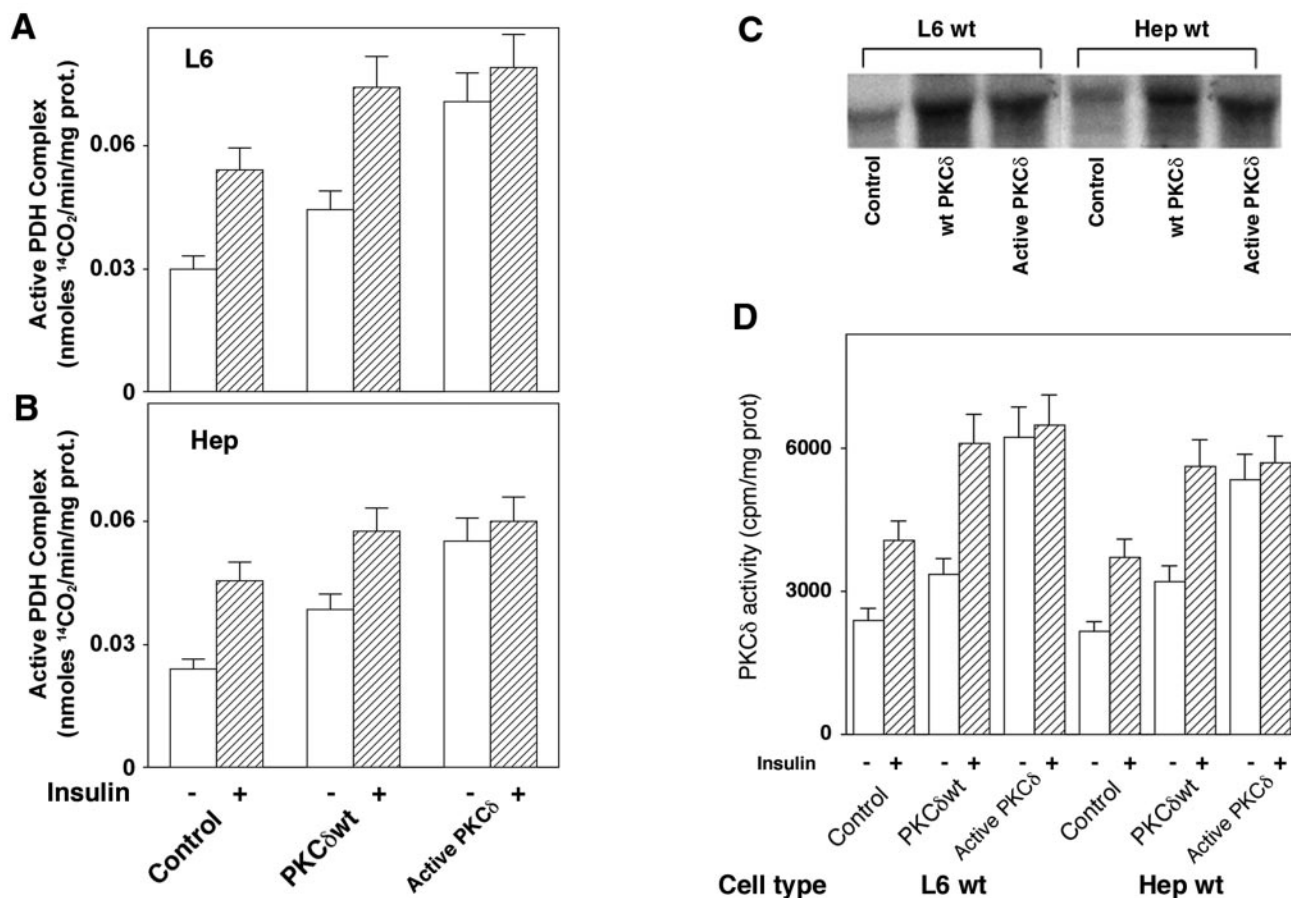 A
L6
Active PDH Complex
(nmoles ¹⁴CO₂/min/mg prot.)
0.06
0.03
0
B
Hep
Active PDH Complex
(nmoles ¹⁴CO₂/min/mg prot.)
0.06
0.03
0
Insulin - + - + - +
Control PKCδwt Active PKCδ
C
L6 wt Hep wt
Control wt PKCδ Active PKCδ Control wt PKCδ Active PKCδ
D
PKCδ activity (cpm/mg prot)
6000
3000
0
Insulin - + - + - + - + - + - +
Control PKCδwt Active PKCδ Control PKCδwt Active PKCδ
Cell type L6 wt Hep wt